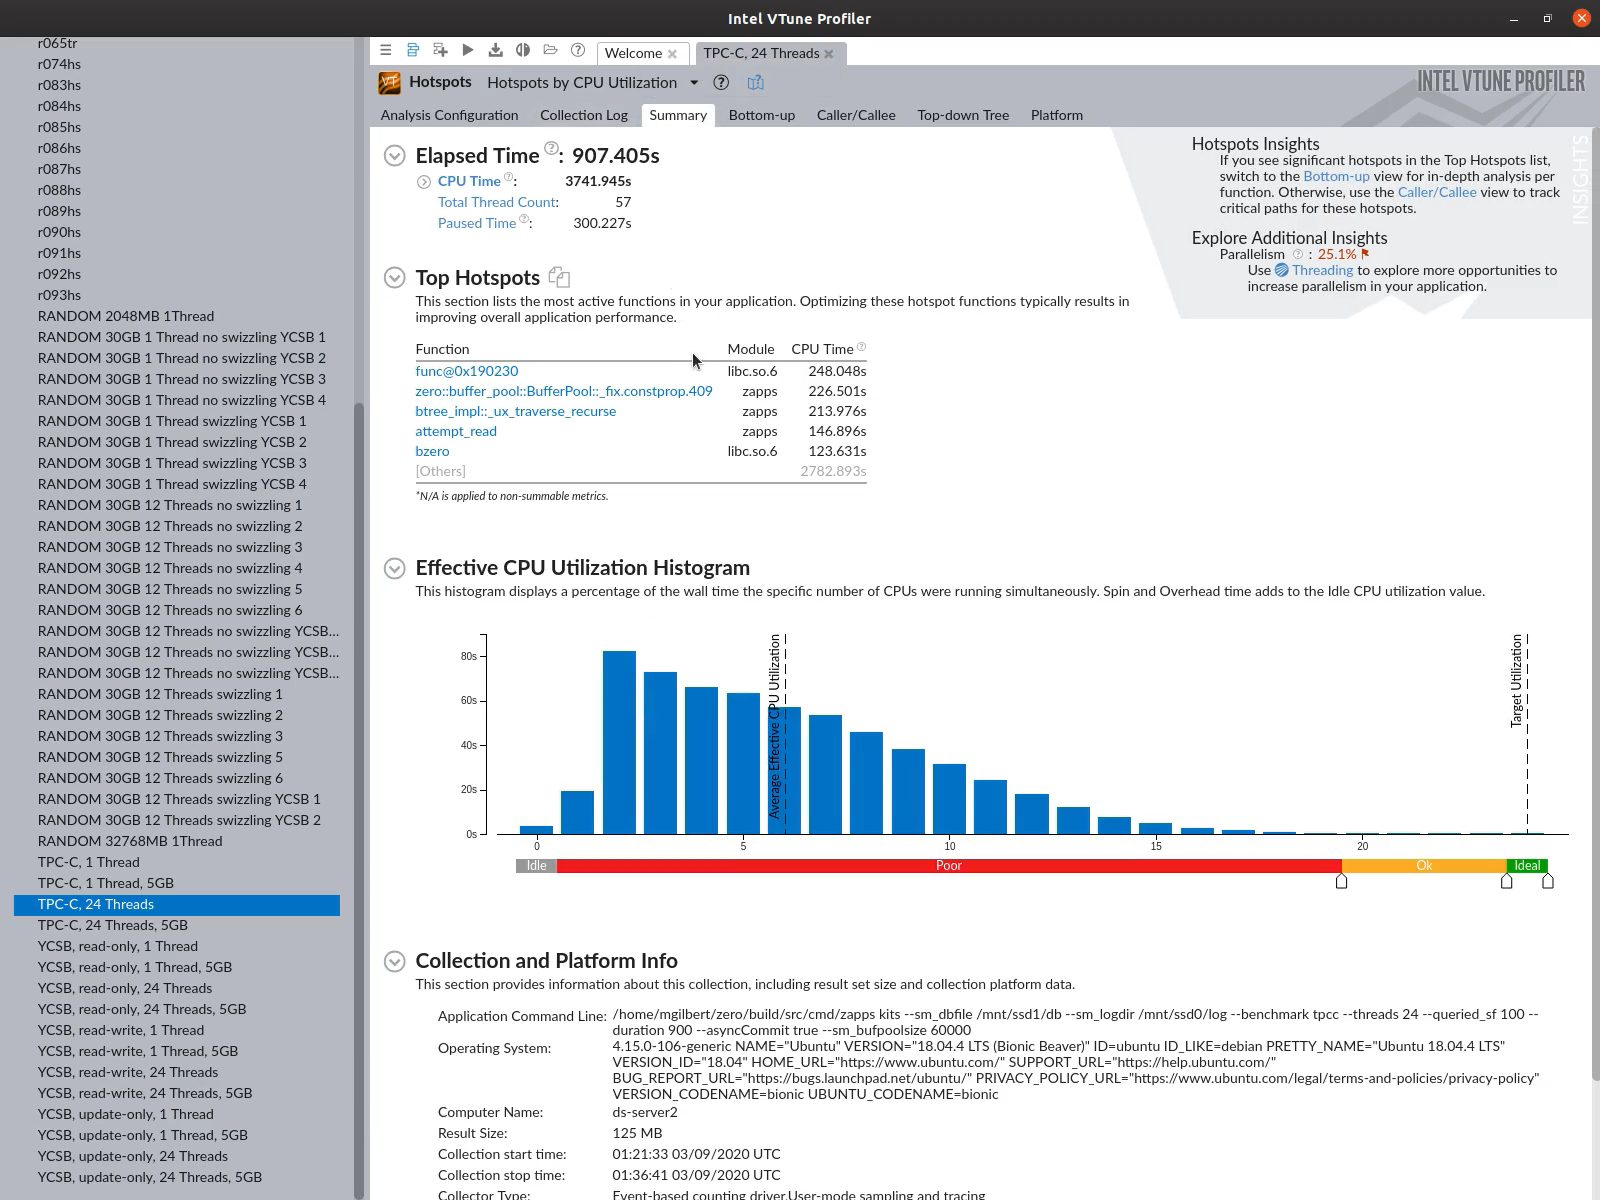 Intel VTune Profiler
r065tr
r074hs
r083hs
r084hs
r085hs
r086hs
r087hs
r088hs
r089hs
r090hs
r091hs
r092hs
r093hs
RANDOM 2048MB 1Thread
RANDOM 30GB 1 Thread no swizzling YCSB 1
RANDOM 30GB 1 Thread no swizzling YCSB 2
RANDOM 30GB 1 Thread no swizzling YCSB 3
RANDOM 30GB 1 Thread no swizzling YCSB 4
RANDOM 30GB 1 Thread swizzling YCSB 1
RANDOM 30GB 1 Thread swizzling YCSB 2
RANDOM 30GB 1 Thread swizzling YCSB 3
RANDOM 30GB 1 Thread swizzling YCSB 4
RANDOM 30GB 12 Threads no swizzling 1
RANDOM 30GB 12 Threads no swizzling 2
RANDOM 30GB 12 Threads no swizzling 3
RANDOM 30GB 12 Threads no swizzling 4
RANDOM 30GB 12 Threads no swizzling 5
RANDOM 30GB 12 Threads no swizzling 6
RANDOM 30GB 12 Threads no swizzling YCSB...
RANDOM 30GB 12 Threads no swizzling YCSB...
RANDOM 30GB 12 Threads no swizzling YCSB...
RANDOM 30GB 12 Threads swizzling 1
RANDOM 30GB 12 Threads swizzling 2
RANDOM 30GB 12 Threads swizzling 3
RANDOM 30GB 12 Threads swizzling 5
RANDOM 30GB 12 Threads swizzling 6
RANDOM 30GB 12 Threads swizzling YCSB 1
RANDOM 30GB 12 Threads swizzling YCSB 2
RANDOM 32768MB 1Thread
TPC-C, 1 Thread
TPC-C, 1 Thread, 5GB
TPC-C, 24 Threads
TPC-C, 24 Threads, 5GB
YCSB, read-only, 1 Thread
YCSB, read-only, 1 Thread, 5GB
YCSB, read-only, 24 Threads
YCSB, read-only, 24 Threads, 5GB
YCSB, read-write, 1 Thread
YCSB, read-write, 1 Thread, 5GB
YCSB, read-write, 24 Threads
YCSB, read-write, 24 Threads, 5GB
YCSB, update-only, 1 Thread
YCSB, update-only, 1 Thread, 5GB
YCSB, update-only, 24 Threads
YCSB, update-only, 24 Threads, 5GB
Welcome
TPC-C, 24 Threads
Hotspots Hotspots by CPU Utilization
INTEL VTUNE PROFILER
Analysis Configuration Collection Log Summary Bottom-up Caller/Callee Top-down Tree Platform
Elapsed Time ?: 907.405s
CPU Time ?: 3741.945s
Total Thread Count: 57
Paused Time ?: 300.227s
Hotspots Insights
If you see significant hotspots in the Top Hotspots list,
switch to the Bottom-up view for in-depth analysis per
function. Otherwise, use the Caller/Callee view to track
critical paths for these hotspots.
Explore Additional Insights
Parallelism ? : 25.1%
Use Threading to explore more opportunities to
increase parallelism in your application.
INSIGHTS
Top Hotspots
This section lists the most active functions in your application. Optimizing these hotspot functions typically results in
improving overall application performance.
Function Module CPU Time ?
func@0x190230 libc.so.6 248.048s
zero::buffer_pool::BufferPool::_fix.constprop.409 zapps 226.501s
btree_impl::_ux_traverse_recurse zapps 213.976s
attempt_read zapps 146.896s
bzero libc.so.6 123.631s
[Others] 2782.893s
*N/A is applied to non-summable metrics.
Effective CPU Utilization Histogram
This histogram displays a percentage of the wall time the specific number of CPUs were running simultaneously. Spin and Overhead time adds to the Idle CPU utilization value.
80s
60s
40s
20s
0s
Average Effective CPU Utilization
Target Utilization
0 5 10 15 20
Idle Poor Ok Ideal
Collection and Platform Info
This section provides information about this collection, including result set size and collection platform data.
Application Command Line: /home/mgilbert/zero/build/src/cmd/zapps kits --sm_dbfile /mnt/ssd1/db --sm_logdir /mnt/ssd0/log --benchmark tpcc --threads 24 --queried_sf 100 --
duration 900 --asyncCommit true --sm_bufpoolsize 60000
Operating System: 4.15.0-106-generic NAME="Ubuntu" VERSION="18.04.4 LTS (Bionic Beaver)" ID=ubuntu ID_LIKE=debian PRETTY_NAME="Ubuntu 18.04.4 LTS"
VERSION_ID="18.04" HOME_URL="https://www.ubuntu.com/" SUPPORT_URL="https://help.ubuntu.com/"
BUG_REPORT_URL="https://bugs.launchpad.net/ubuntu/" PRIVACY_POLICY_URL="https://www.ubuntu.com/legal/terms-and-policies/privacy-policy"
VERSION_CODENAME=bionic UBUNTU_CODENAME=bionic
Computer Name: ds-server2
Result Size: 125 MB
Collection start time: 01:21:33 03/09/2020 UTC
Collection stop time: 01:36:41 03/09/2020 UTC
Collector Type: Event-based counting driver,User-mode sampling and tracing